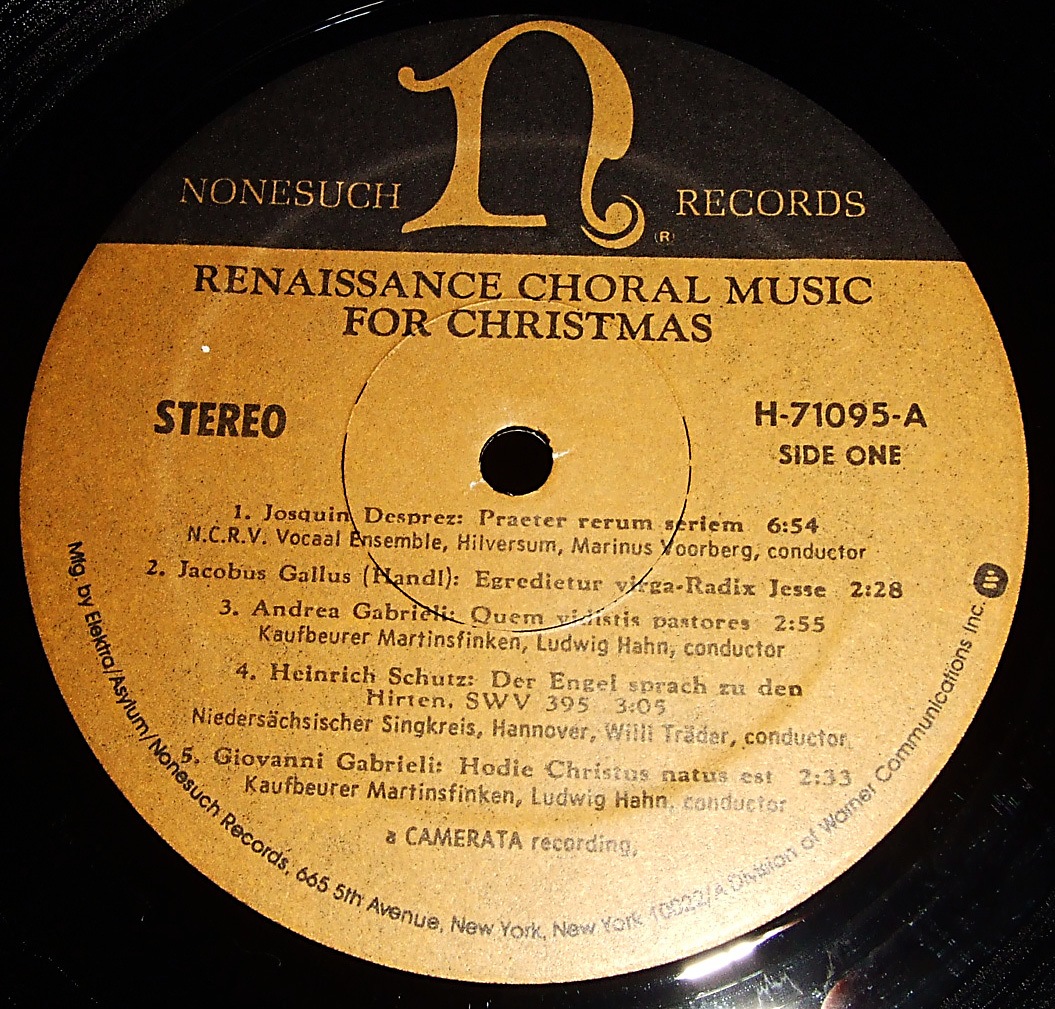 n
NONESUCH RECORDS
(R)
RENAISSANCE CHORAL MUSIC
FOR CHRISTMAS
STEREO
H-71095-A
SIDE ONE
1. Josquin Desprez: Praeter rerum seriem 6:54
N.C.R.V. Vocaal Ensemble, Hilversum, Marinus Voorberg, conductor
2. Jacobus Gallus (Handl): Egredietur virga-Radix Jesse 2:28
3. Andrea Gabrieli: Quem vidistis pastores 2:55
Kaufbeurer Martinsfinken, Ludwig Hahn, conductor
4. Heinrich Schutz: Der Engel sprach zu den
Hirten, SWV 395 3:05
Niedersächsischer Singkreis, Hannover, Willi Träder, conductor
5. Giovanni Gabrieli: Hodie Christus natus est 2:33
Kaufbeurer Martinsfinken, Ludwig Hahn, conductor
a CAMERATA recording,
Mfg. by Elektra/Asylum/Nonesuch Records, 665 5th Avenue, New York, New York 10022/A Division of Warner Communications Inc.